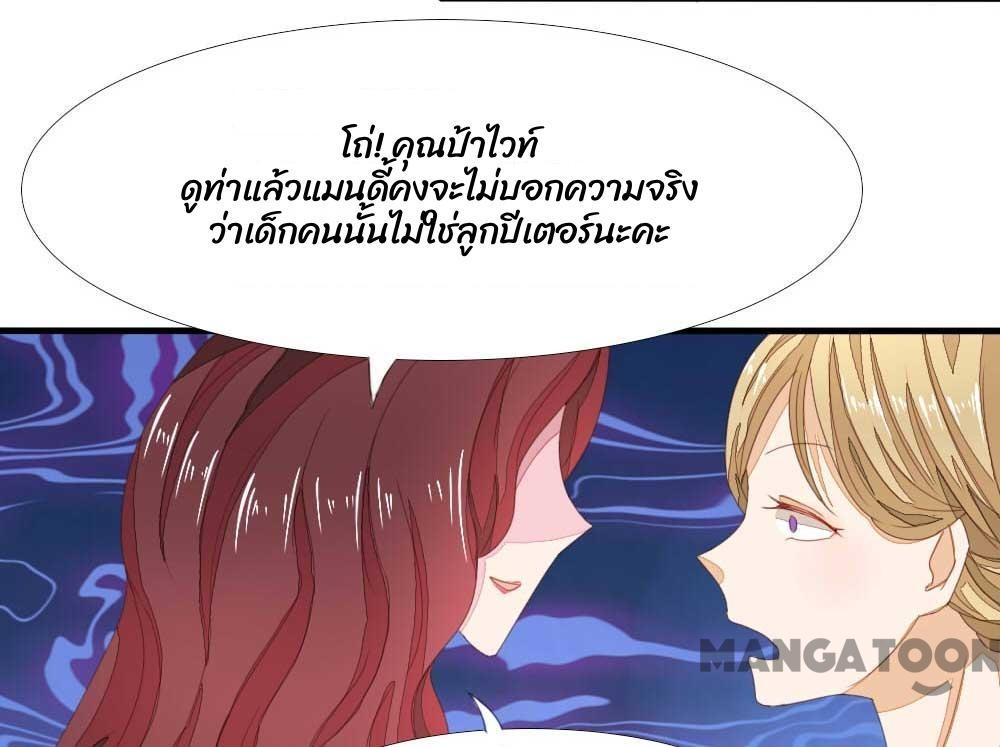 โถ่! คุณป้าไวท์
ดูท่าแล้วแมนดี้คงจะไม่บอกความจริง
ว่าเด็กคนนั้นไม่ใช่ลูกปีเตอร์นะคะ
MANGATOON